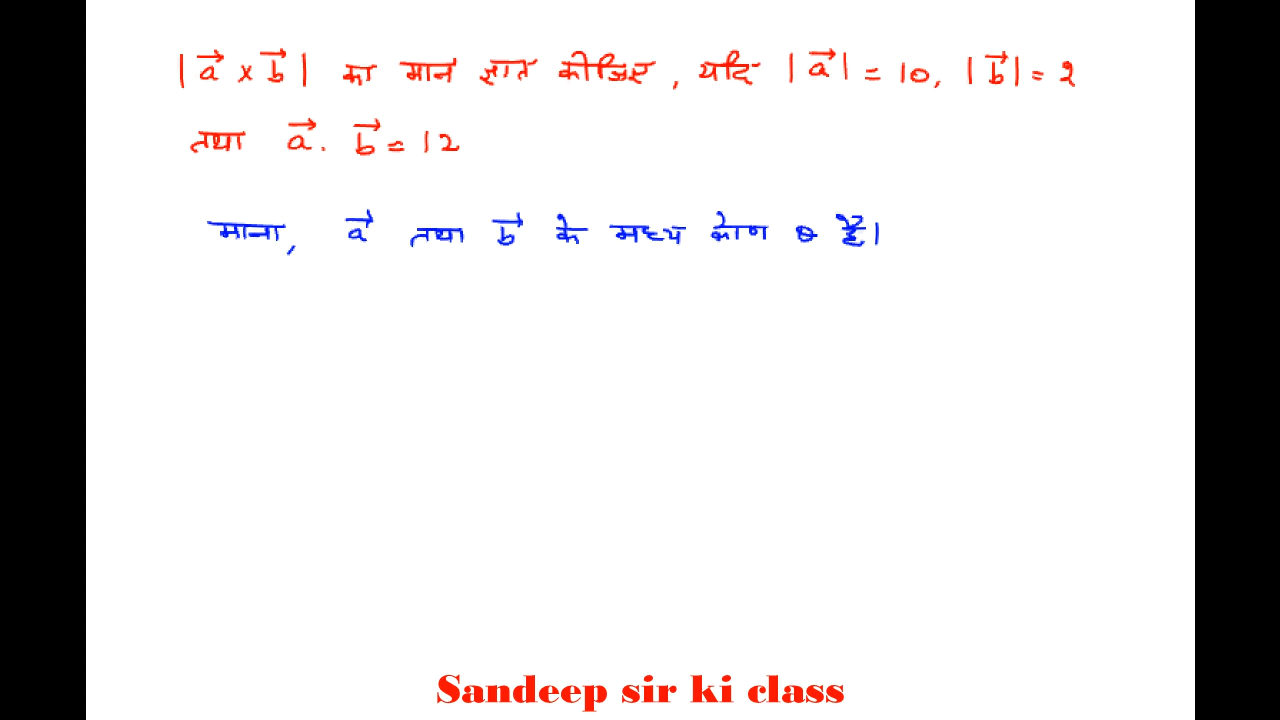 |a⃗ × b⃗| का मान ज्ञात कीजिए, यदि |a⃗| = 10, |b⃗| = 2
तथा a⃗. b⃗ = 12
माना, a⃗ तथा b⃗ के मध्य कोण θ है।
Sandeep sir ki class